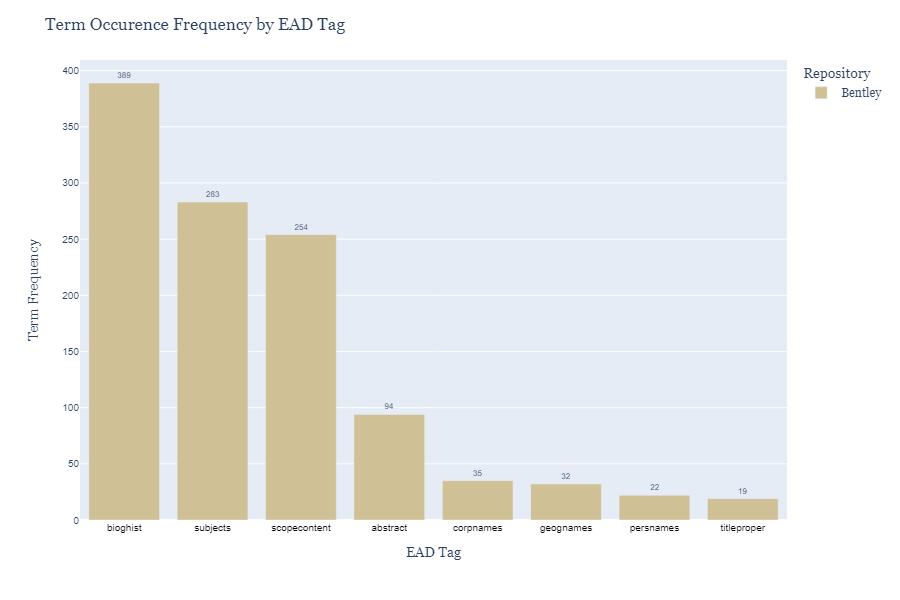 Term Occurence Frequency by EAD Tag
Repository
Bentley
Term Frequency
400
350
300
250
200
150
100
50
0
389
283
254
94
35
32
22
19
bioghist
subjects
scopecontent
abstract
corpnames
geognames
persnames
titleproper
EAD Tag